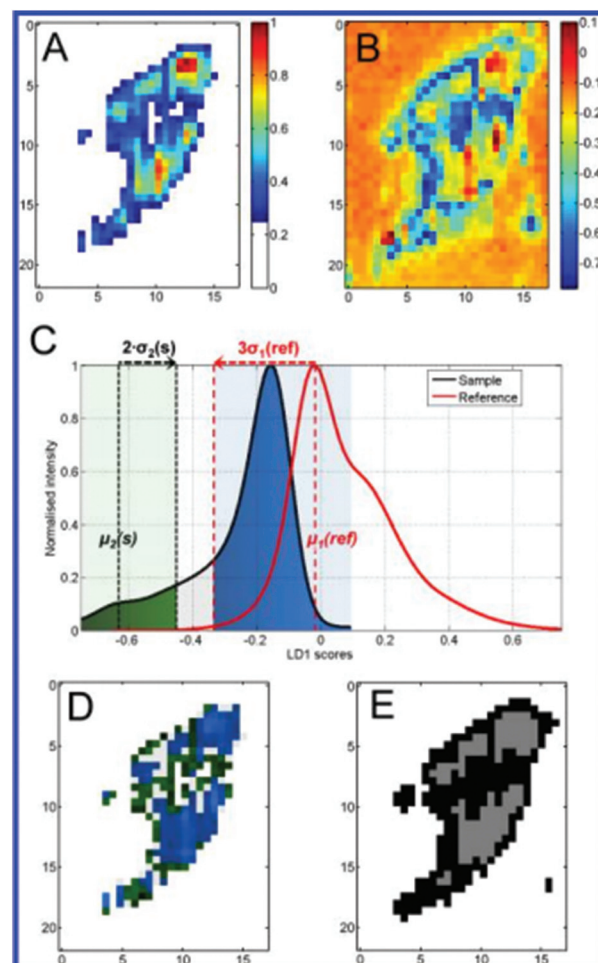 A
B
0
5
10
15
20
0 5 10 15
1
0.8
0.6
0.4
0.2
0
0
5
10
15
20
0 5 10 15
0.1
0
-0.1
-0.2
-0.3
-0.4
-0.5
-0.6
-0.7
C
2·σ₂(s) 3σ₁(ref)
Sample
Reference
Normalised intensity
1
0.8
0.6
0.4
0.2
0
μ₂(s) μ₁(ref)
-0.6 -0.4 -0.2 0 0.2 0.4 0.6
LD1 scores
D
E
0
5
10
15
20
0 5 10 15
0
5
10
15
20
0 5 10 15